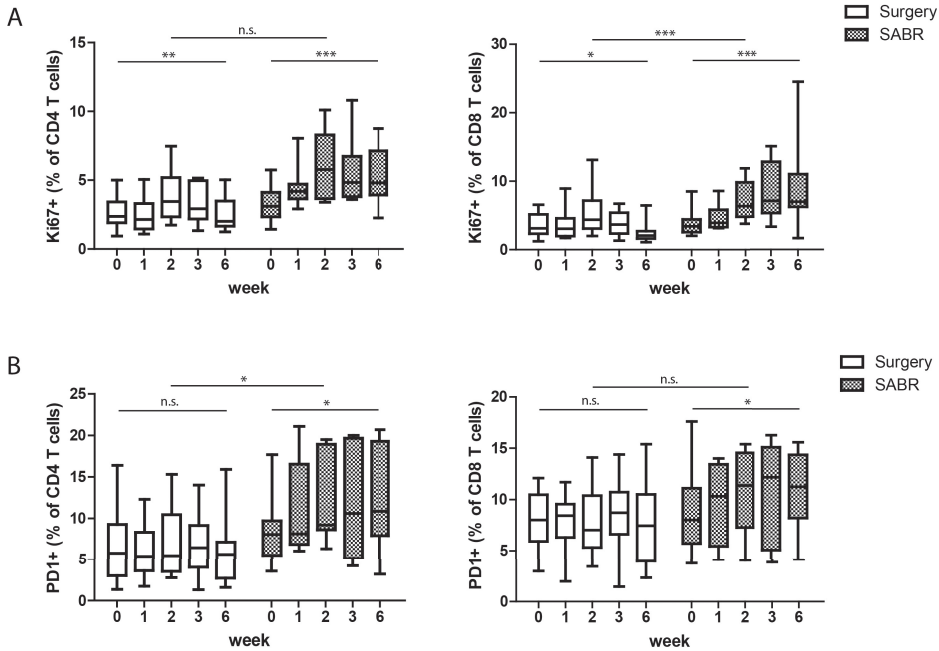 A
Surgery
SABR
n.s.
**
***
15
10
5
0
Ki67+ (% of CD4 T cells)
0 1 2 3 6 0 1 2 3 6
week
***
*
***
30
20
10
0
Ki67+ (% of CD8 T cells)
0 1 2 3 6 0 1 2 3 6
week
B
Surgery
SABR
*
n.s.
*
25
20
15
10
5
0
PD1+ (% of CD4 T cells)
0 1 2 3 6 0 1 2 3 6
week
n.s.
n.s.
*
20
15
10
5
0
PD1+ (% of CD8 T cells)
0 1 2 3 6 0 1 2 3 6
week